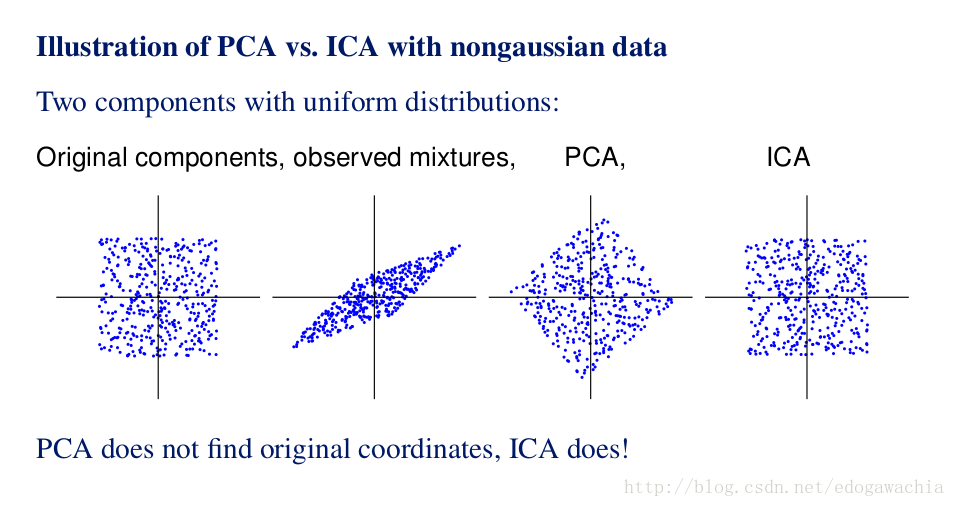 Illustration of PCA vs. ICA with nongaussian data
Two components with uniform distributions:
Original components, observed mixtures, PCA, ICA
PCA does not find original coordinates, ICA does!
http://blog.csdn.net/edogawachia